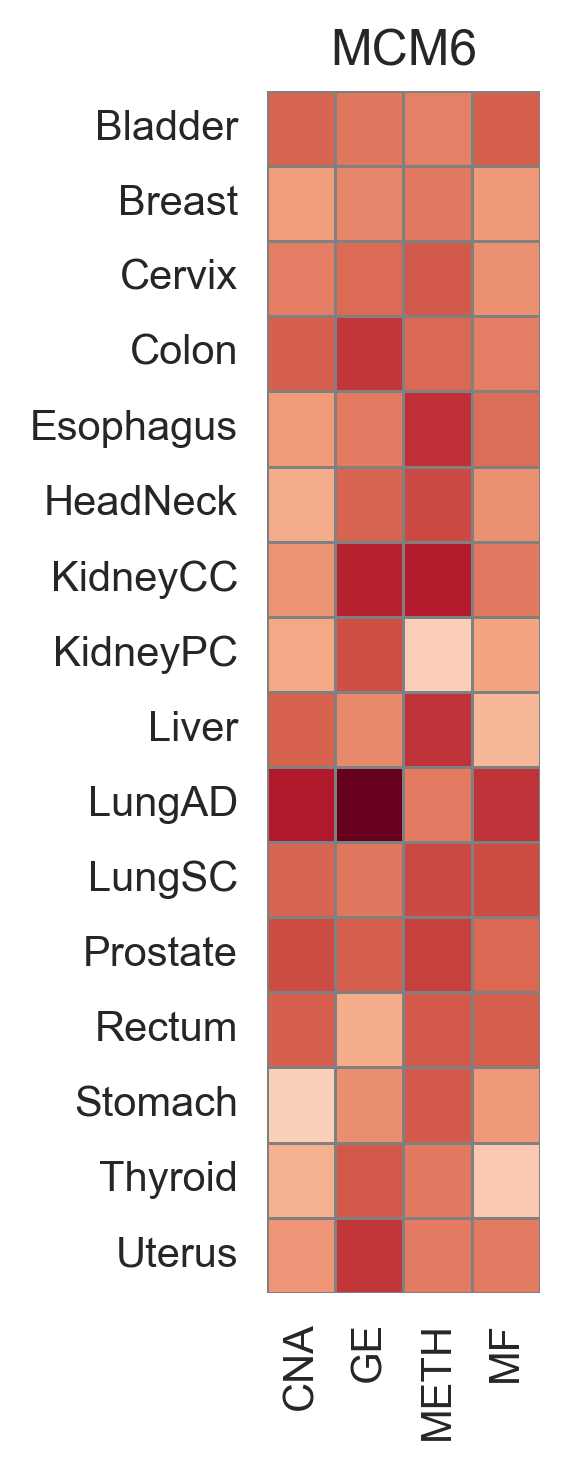 MCM6
Bladder
Breast
Cervix
Colon
Esophagus
HeadNeck
KidneyCC
KidneyPC
Liver
LungAD
LungSC
Prostate
Rectum
Stomach
Thyroid
Uterus
CNA
GE
METH
MF